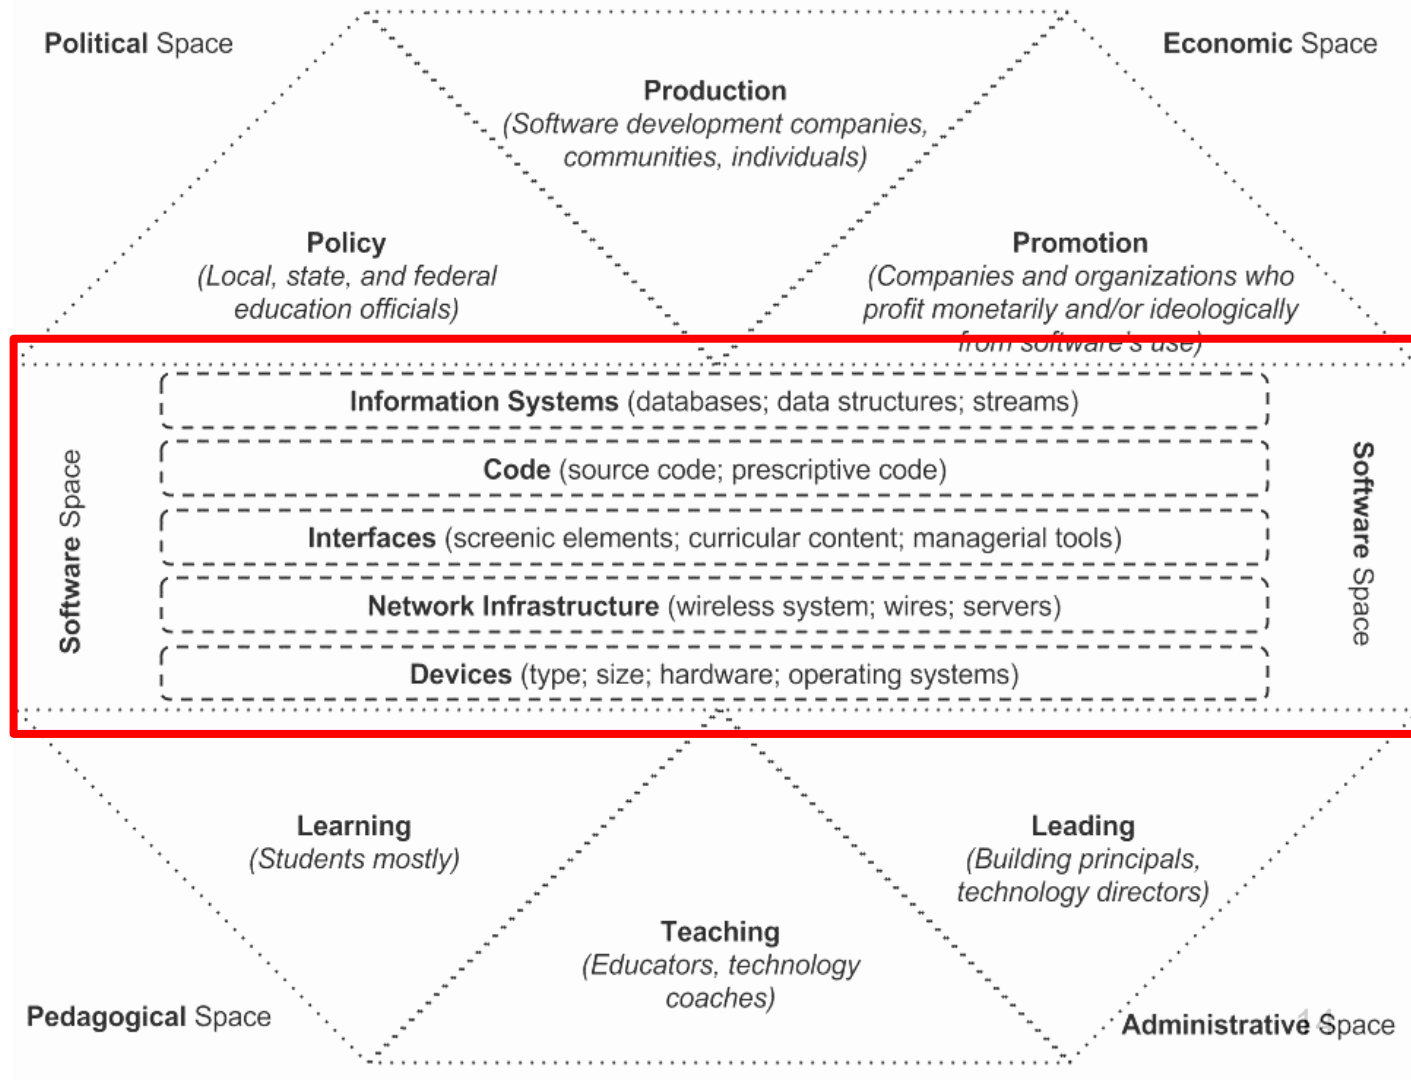 Political Space
Economic Space
Production
(Software development companies,
communities, individuals)
Policy
(Local, state, and federal
education officials)
Promotion
(Companies and organizations who
profit monetarily and/or ideologically
from software's use)
Software Space
Information Systems (databases; data structures; streams)
Code (source code; prescriptive code)
Interfaces (screenic elements; curricular content; managerial tools)
Network Infrastructure (wireless system; wires; servers)
Devices (type; size; hardware; operating systems)
Software Space
Learning
(Students mostly)
Leading
(Building principals,
technology directors)
Teaching
(Educators, technology
coaches)
Pedagogical Space
Administrative Space
14